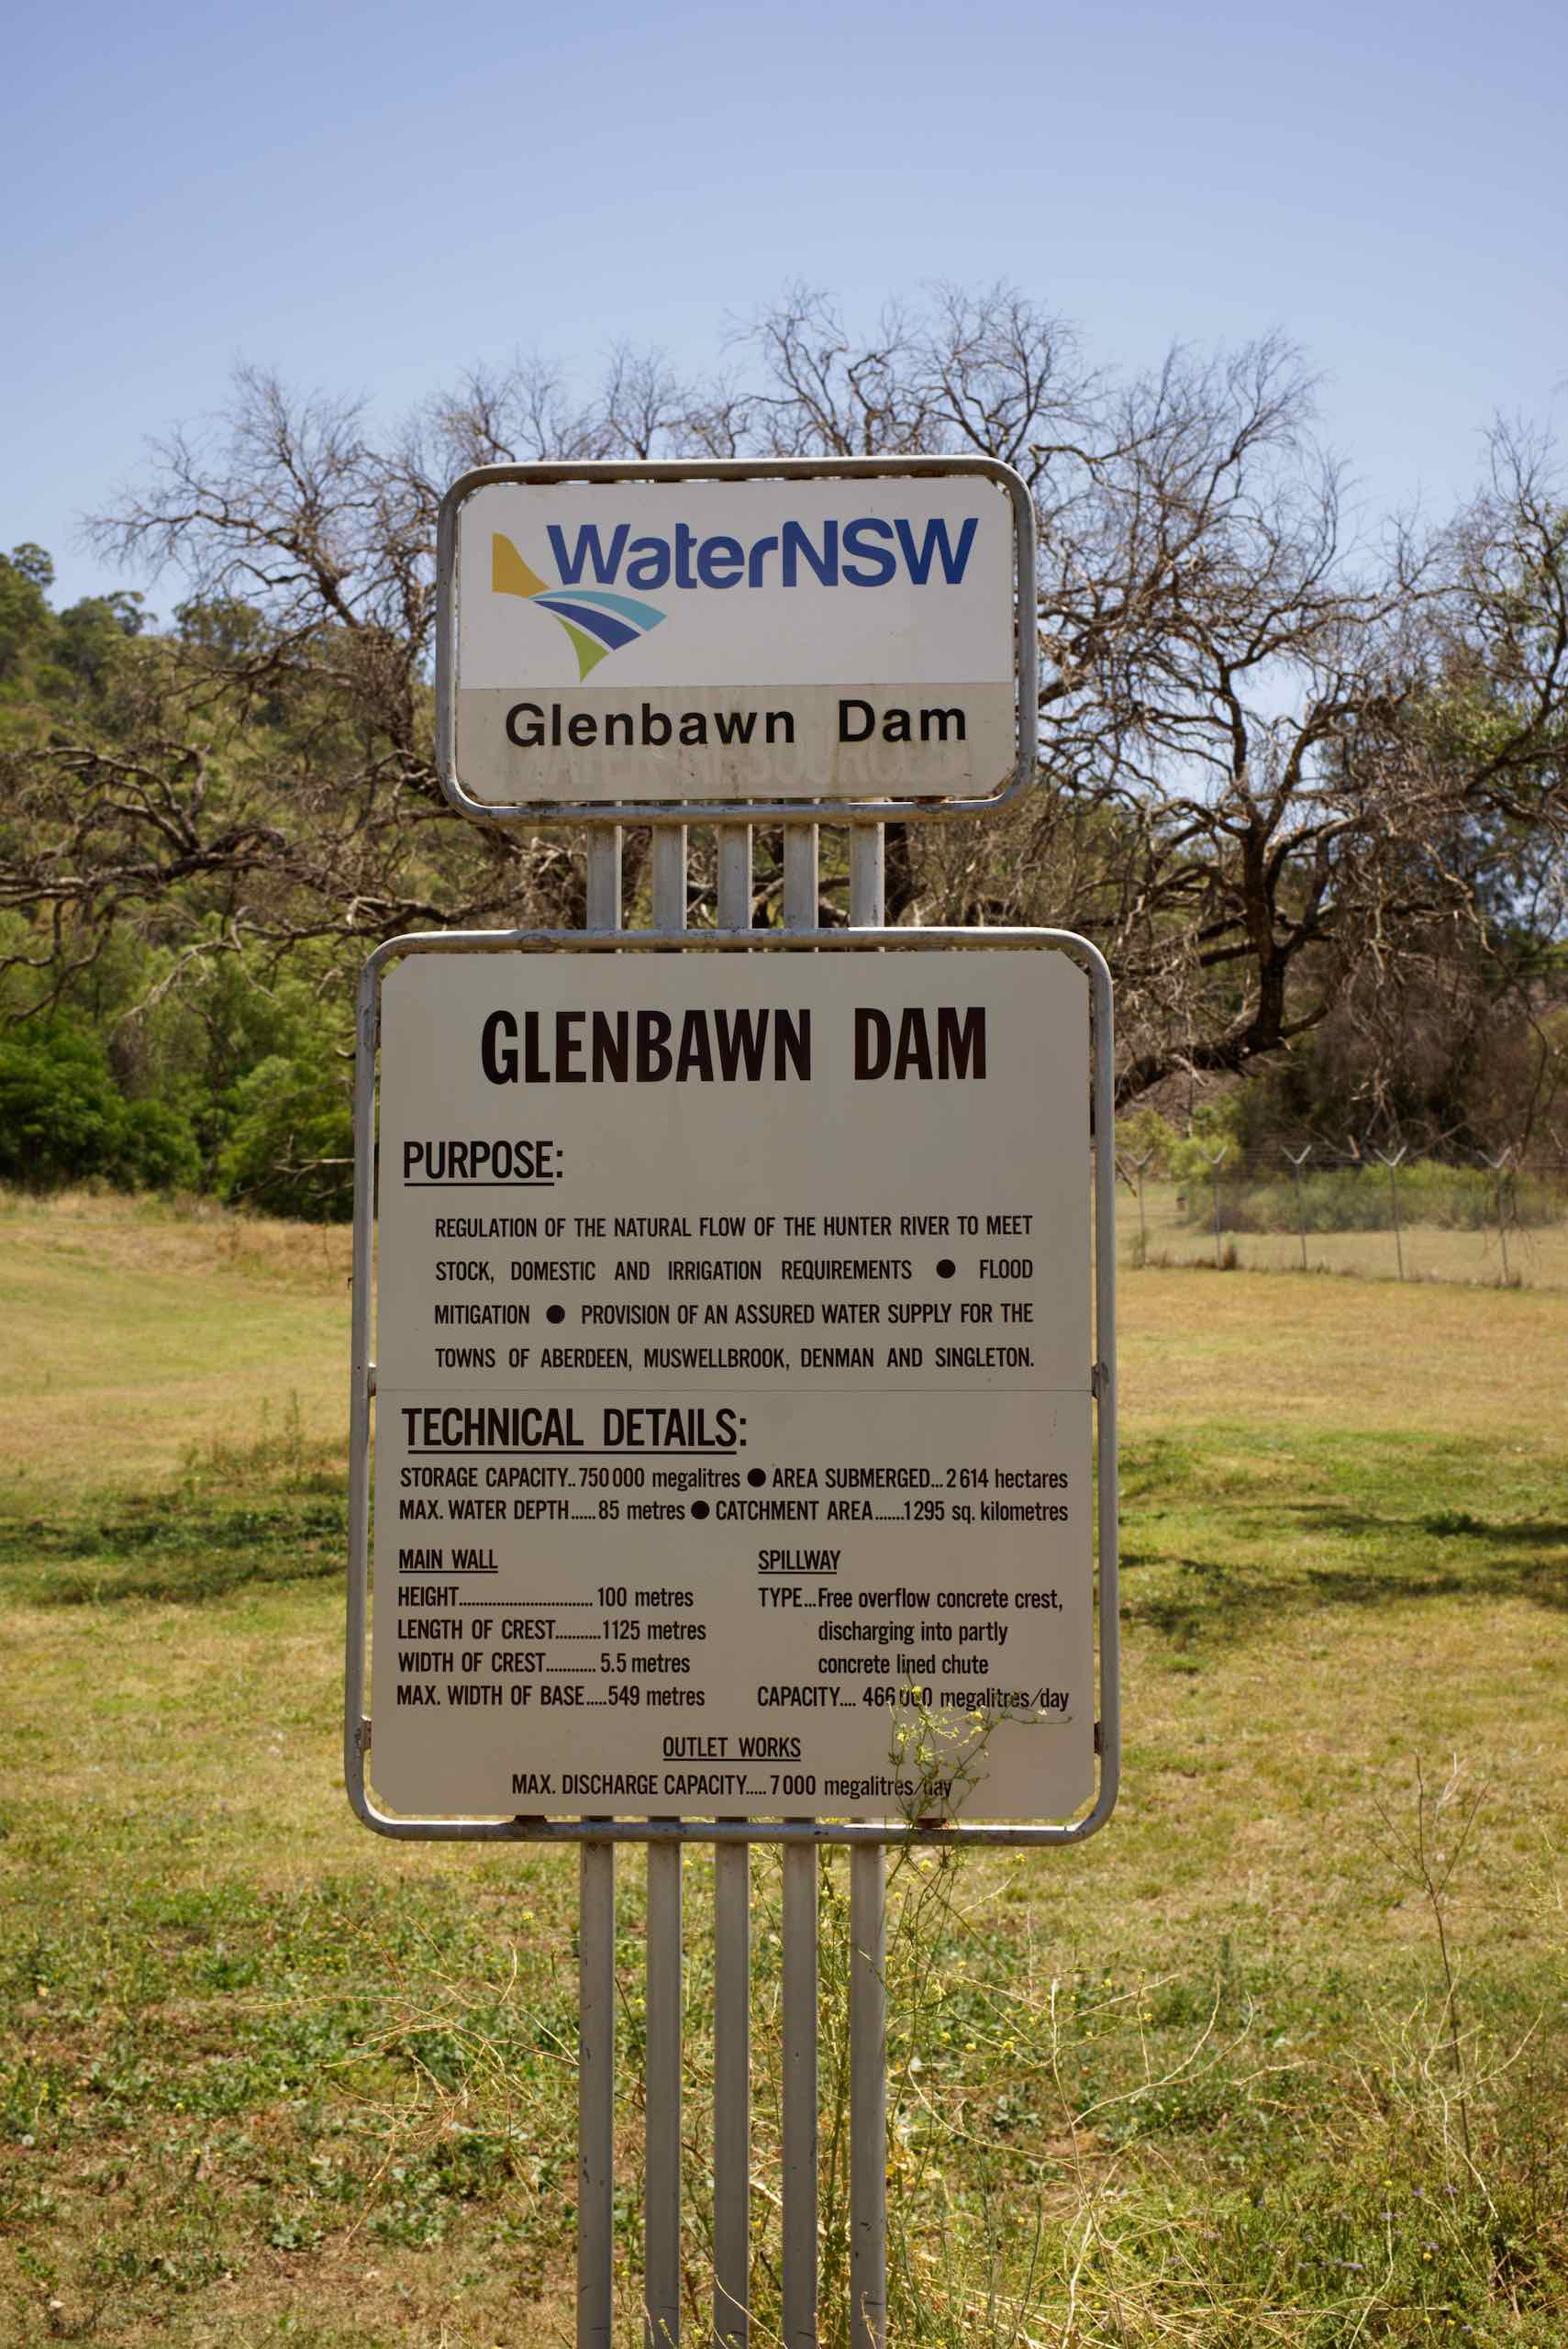 WaterNSW
Glenbawn Dam
GLENBAWN DAM
PURPOSE:
REGULATION OF THE NATURAL FLOW OF THE HUNTER RIVER TO MEET
STOCK, DOMESTIC AND IRRIGATION REQUIREMENTS ● FLOOD
MITIGATION ● PROVISION OF AN ASSURED WATER SUPPLY FOR THE
TOWNS OF ABERDEEN, MUSWELLBROOK, DENMAN AND SINGLETON.
TECHNICAL DETAILS:
STORAGE CAPACITY..750 000 megalitres ● AREA SUBMERGED...2 614 hectares
MAX. WATER DEPTH......85 metres ● CATCHMENT AREA.......1295 sq. kilometres
MAIN WALL
HEIGHT................................ 100 metres
LENGTH OF CREST...........1125 metres
WIDTH OF CREST............ 5.5 metres
MAX. WIDTH OF BASE.....549 metres
SPILLWAY
TYPE...Free overflow concrete crest,
discharging into partly
concrete lined chute
CAPACITY.... 466 000 megalitres/day
OUTLET WORKS
MAX. DISCHARGE CAPACITY..... 7 000 megalitres/day